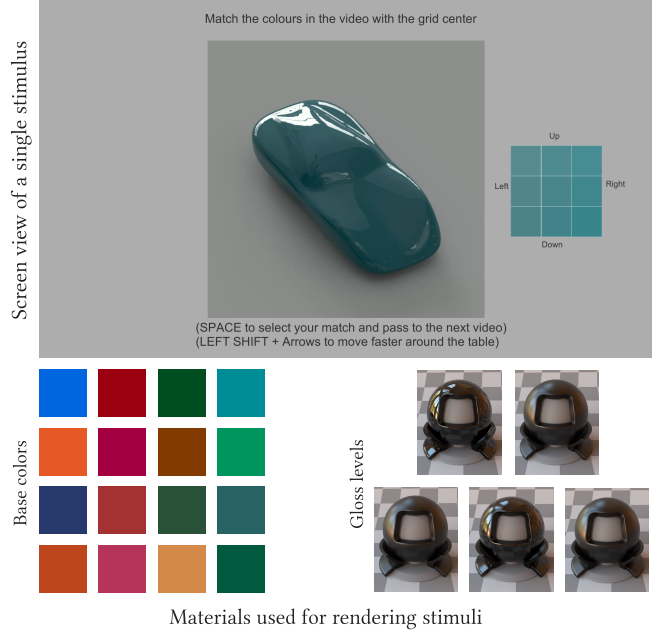 Screen view of a single stimulus
Match the colours in the video with the grid center
Up
Left
Right
Down
(SPACE to select your match and pass to the next video)
(LEFT SHIFT + Arrows to move faster around the table)
Base colors
Gloss levels
Materials used for rendering stimuli